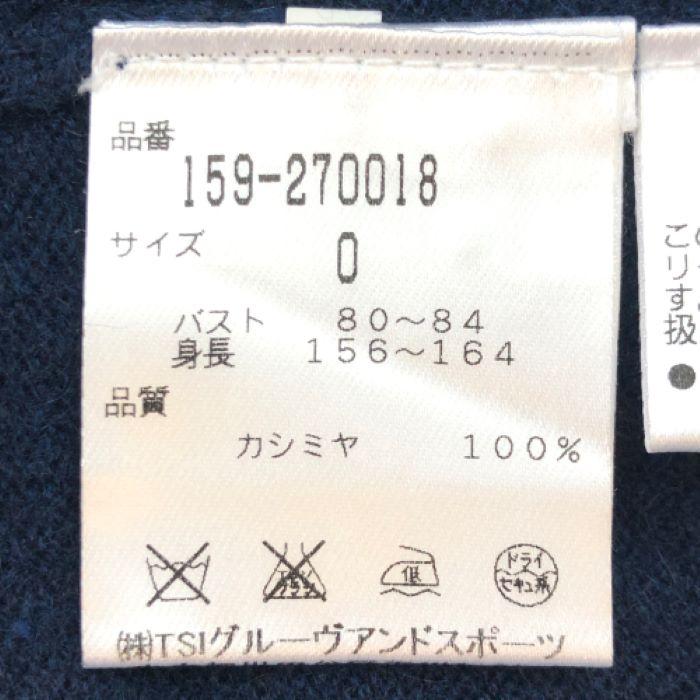 品番
159-270018
サイズ 0
バスト 80～84
身長 156～164
品質
カシミヤ 100%
低 ドライ セキユ系
(株)TSIグルーヴアンドスポーツ
こ
リ
す
扱
●